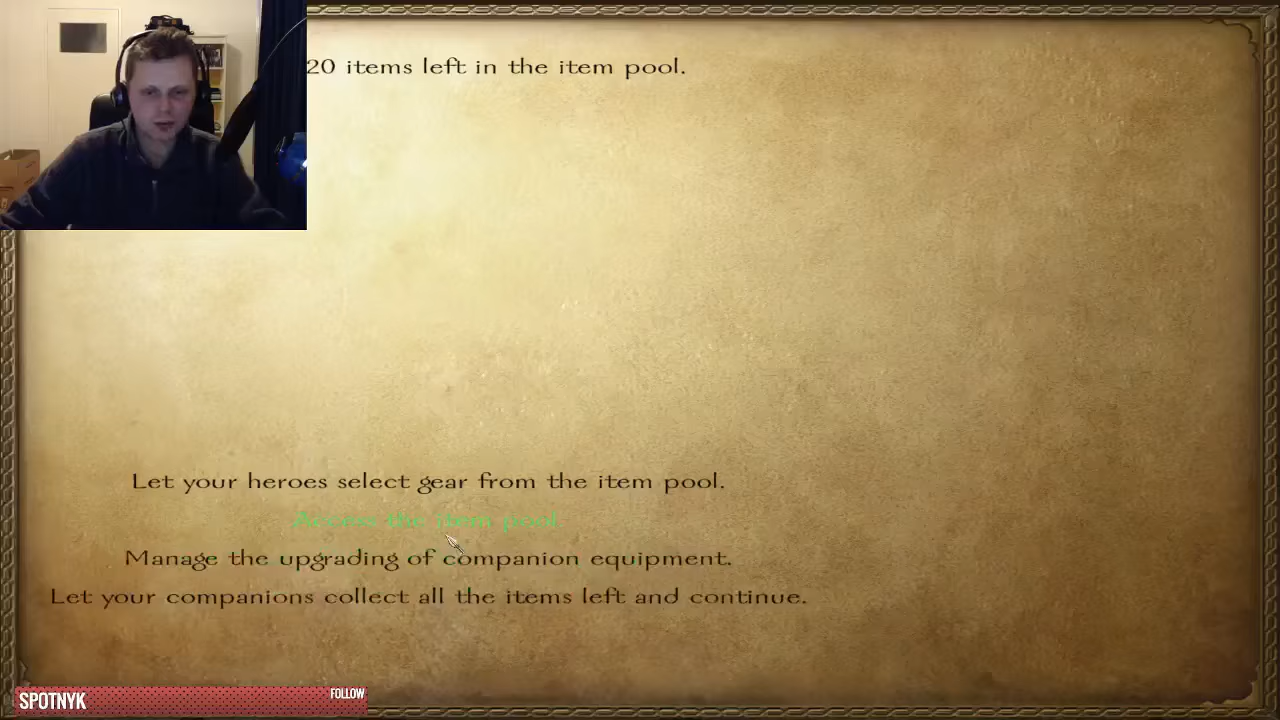 20 items left in the item pool.
Let your heroes select gear from the item pool.
Access the item pool.
Manage the upgrading of companion equipment.
Let your companions collect all the items left and continue.
SPOTNYK
FOLLOW